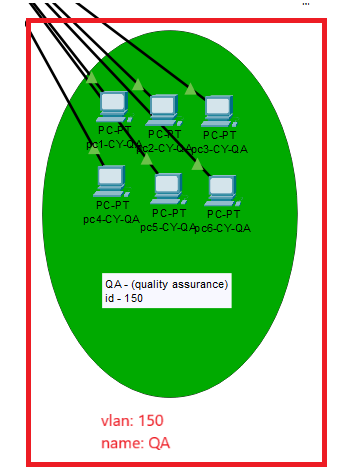 ...
PC-PT
pc1-CY-QA
PC-PT
pc2-CY-QA
PC-PT
pc3-CY-QA
PC-PT
pc4-CY-QA
PC-PT
pc5-CY-QA
PC-PT
pc6-CY-QA
QA - (quality assurance)
id - 150
vlan: 150
name: QA